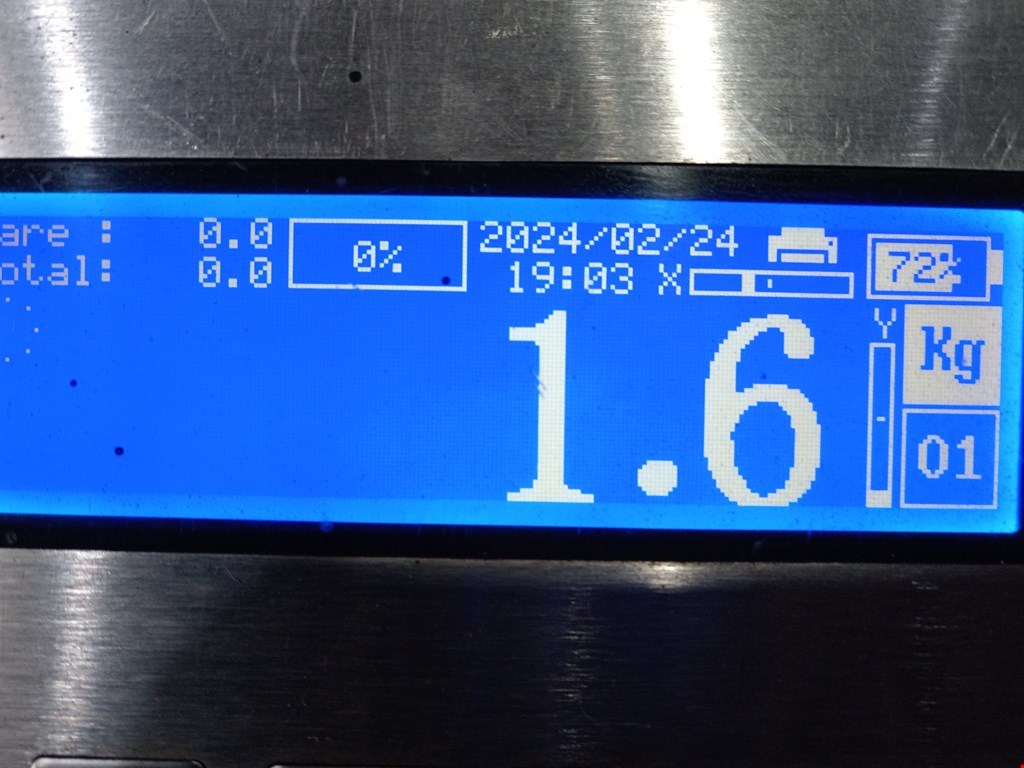 are : 0.0 0% 2024/02/24 72%
otal: 0.0 19:03 X
1.6 Y Kg
01